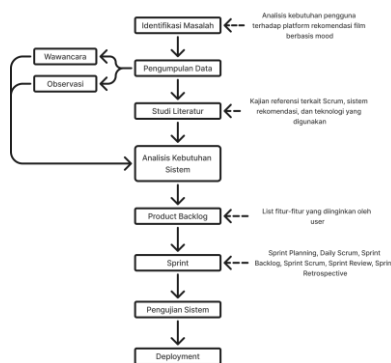 Identifikasi Masalah
Analisis kebutuhan pengguna
terhadap platform rekomendasi film
berbasis mood
Wawancara
Observasi
Pengumpulan Data
Studi Literatur
Kajian referensi terkait Scrum, sistem
rekomendasi, dan teknologi yang
digunakan
Analisis Kebutuhan
Sistem
Product Backlog
List fitur-fitur yang diinginkan oleh
user
Sprint
Sprint Planning, Daily Scrum, Sprint
Backlog, Sprint Scrum, Sprint Review, Sprin
Retrospective
Pengujian Sistem
Deployment